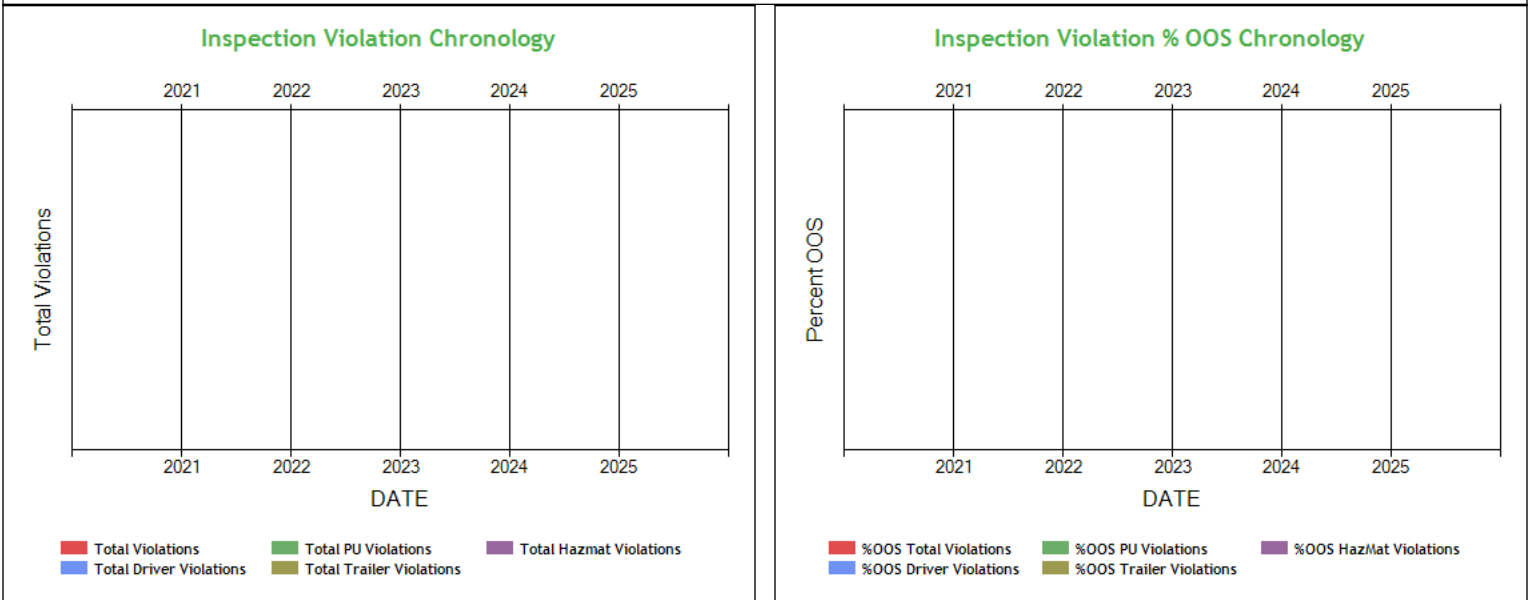 Inspection Violation Chronology
2021 2022 2023 2024 2025
Total Violations
2021 2022 2023 2024 2025
DATE
Total Violations Total PU Violations Total Hazmat Violations
Total Driver Violations Total Trailer Violations
Inspection Violation % OOS Chronology
2021 2022 2023 2024 2025
Percent OOS
2021 2022 2023 2024 2025
DATE
%OOS Total Violations %OOS PU Violations %OOS HazMat Violations
%OOS Driver Violations %OOS Trailer Violations